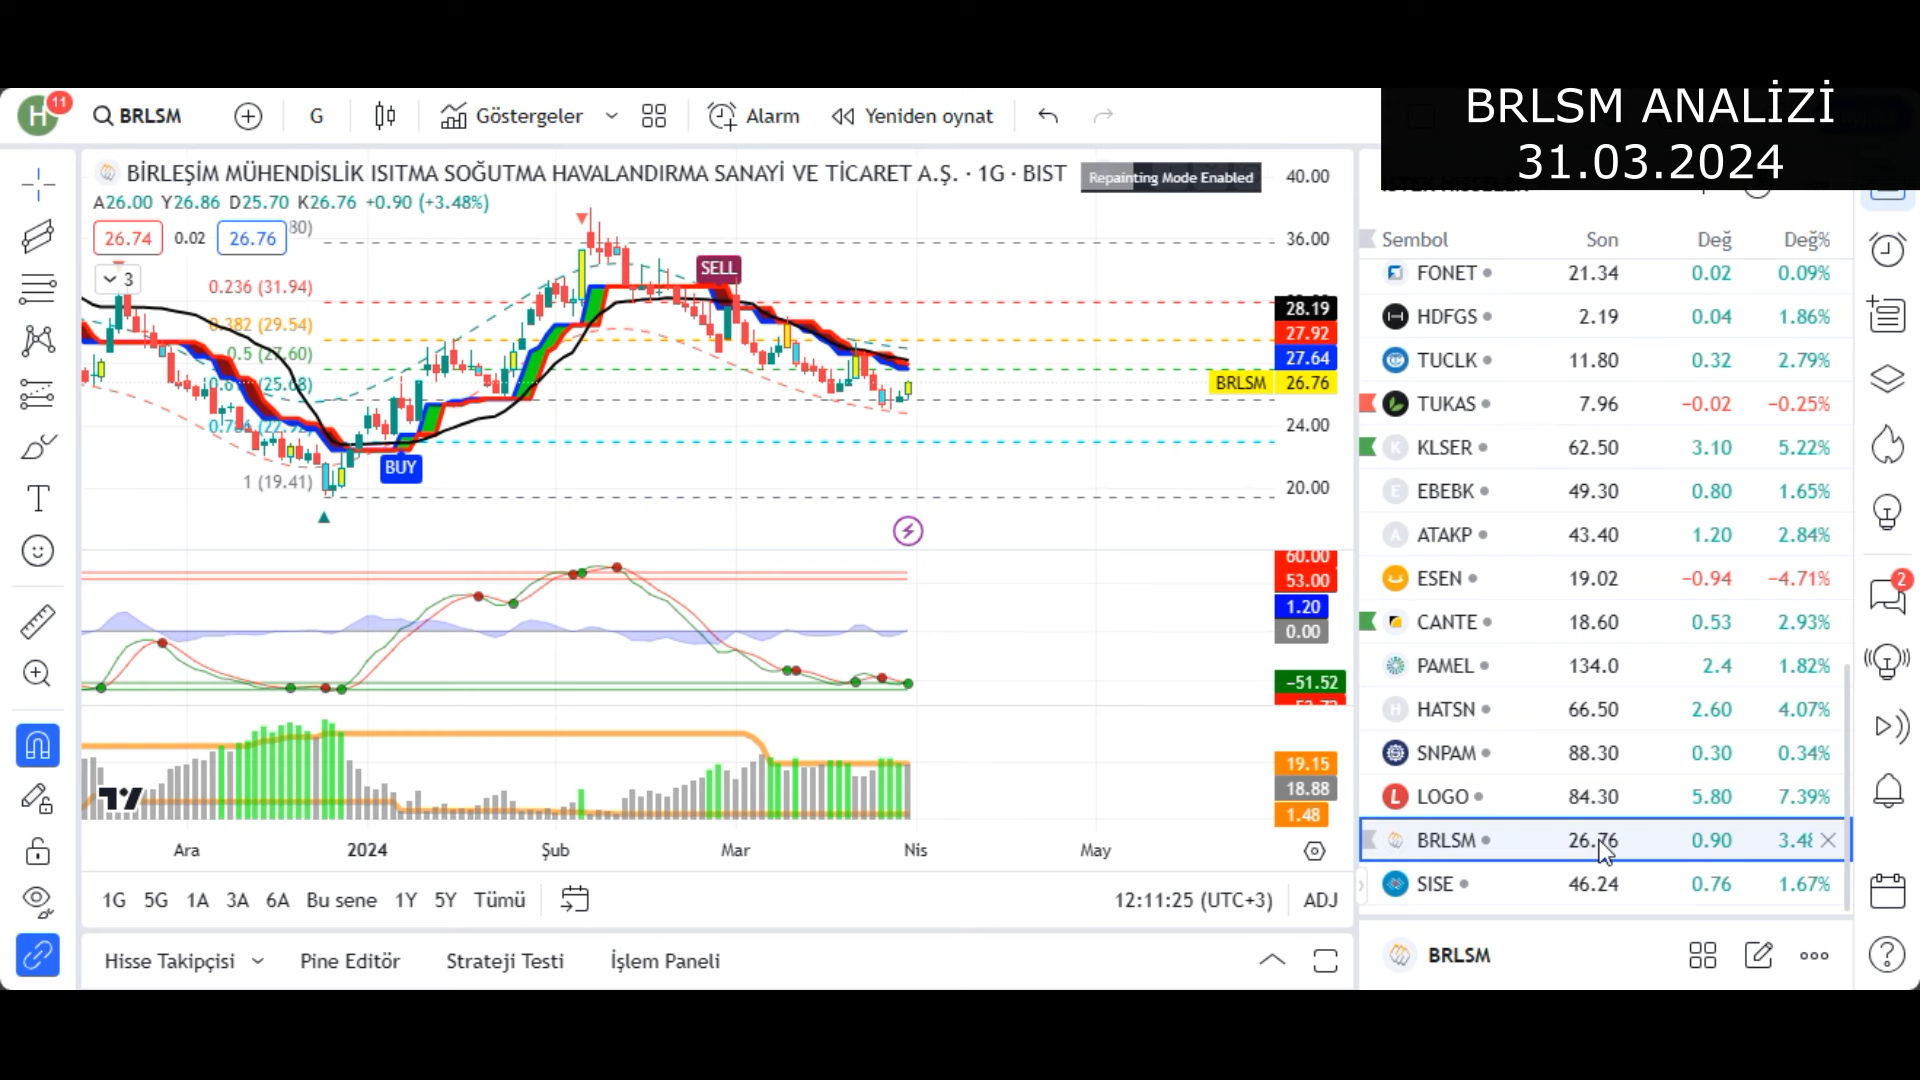 BRLSM ANALİZİ
31.03.2024
H
11
BRLSM
G
Göstergeler
Alarm
Yeniden oynat
BİRLEŞİM MÜHENDİSLİK ISITMA SOĞUTMA HAVALANDIRMA SANAYİ VE TİCARET A.Ş. · 1G · BIST
Repainting Mode Enabled
A26.00 Y26.86 D25.70 K26.76 +0.90 (+3.48%)
26.74
0.02
26.76
80)
3
0.236 (31.94)
0.382 (29.54)
0.5 (27.60)
(25.68)
1 (19.41)
SELL
BUY
40.00
36.00
28.19
27.92
27.64
BRLSM 26.76
24.00
20.00
60.00
53.00
1.20
0.00
−51.52
19.15
18.88
1.48
Ara
2024
Şub
Mar
Nis
May
1G 5G 1A 3A 6A Bu sene 1Y 5Y Tümü
12:11:25 (UTC+3)
ADJ
Hisse Takipçisi
Pine Editör
Strateji Testi
İşlem Paneli
Sembol Son Değ Değ%
FONET 21.34 0.02 0.09%
HDFGS 2.19 0.04 1.86%
TUCLK 11.80 0.32 2.79%
TUKAS 7.96 −0.02 −0.25%
K KLSER 62.50 3.10 5.22%
E EBEBK 49.30 0.80 1.65%
A ATAKP 43.40 1.20 2.84%
ESEN 19.02 −0.94 −4.71%
CANTE 18.60 0.53 2.93%
PAMEL 134.0 2.4 1.82%
H HATSN 66.50 2.60 4.07%
SNPAM 88.30 0.30 0.34%
L LOGO 84.30 5.80 7.39%
BRLSM 26.76 0.90 3.48
SISE 46.24 0.76 1.67%
BRLSM
2